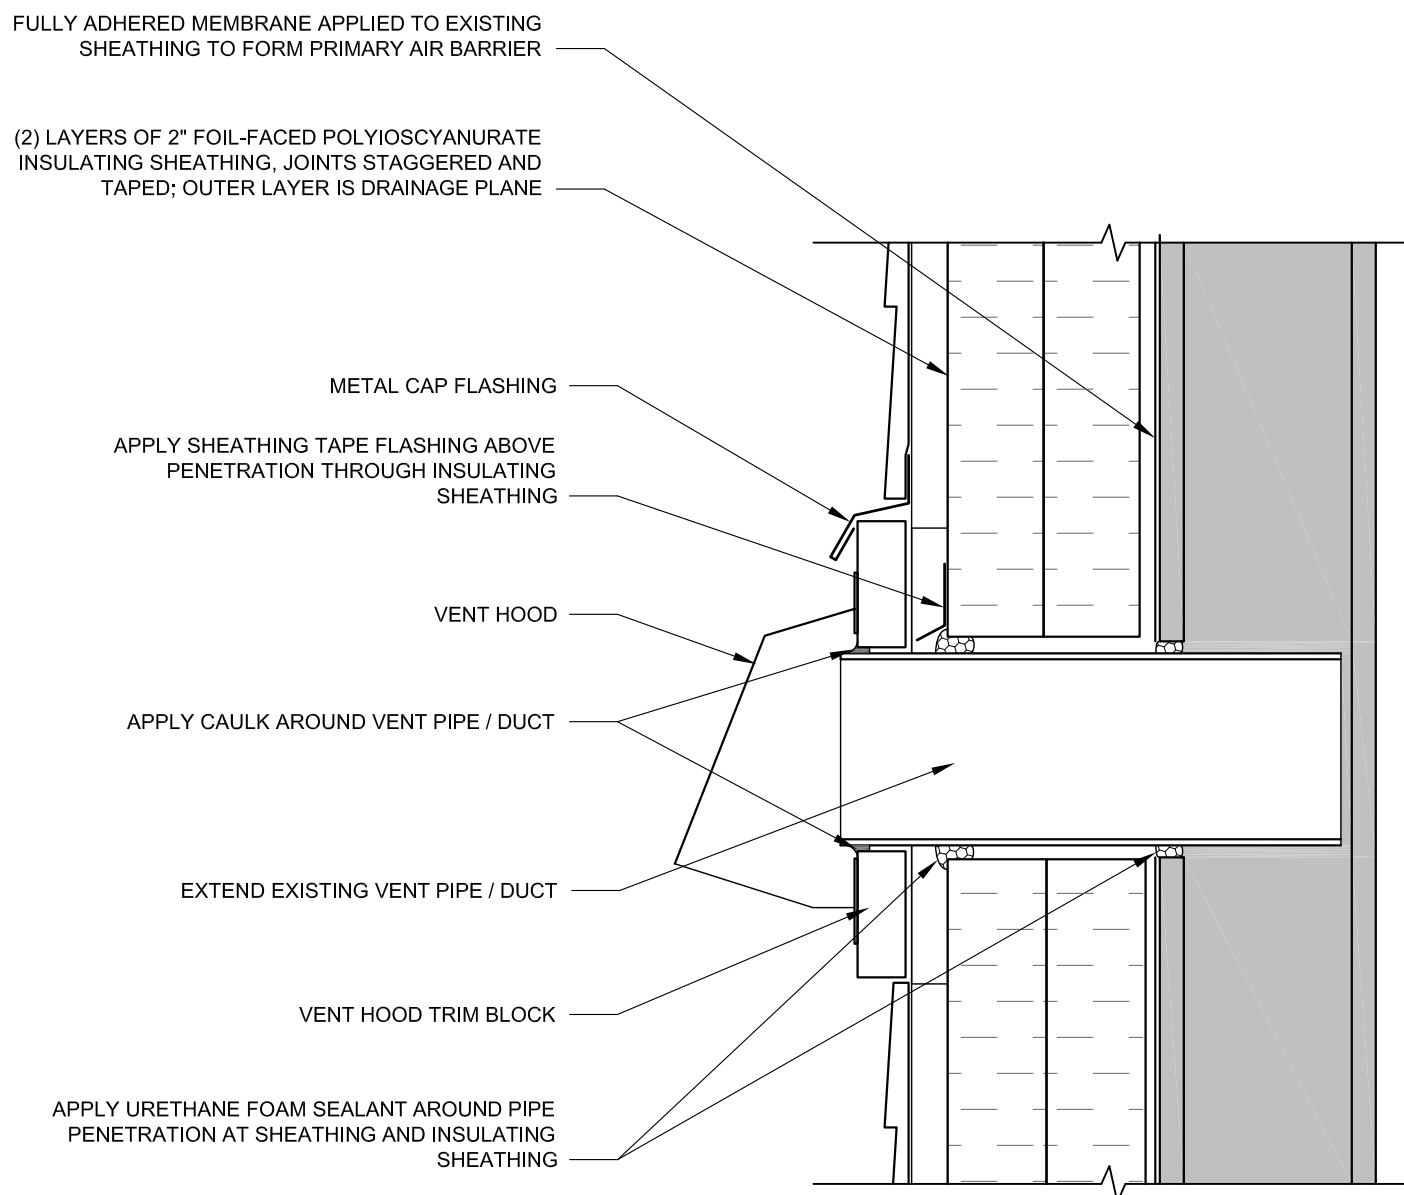 FULLY ADHERED MEMBRANE APPLIED TO EXISTING
SHEATHING TO FORM PRIMARY AIR BARRIER
(2) LAYERS OF 2" FOIL-FACED POLYIOSCYANURATE
INSULATING SHEATHING, JOINTS STAGGERED AND
TAPED; OUTER LAYER IS DRAINAGE PLANE
METAL CAP FLASHING
APPLY SHEATHING TAPE FLASHING ABOVE
PENETRATION THROUGH INSULATING
SHEATHING
VENT HOOD
APPLY CAULK AROUND VENT PIPE / DUCT
EXTEND EXISTING VENT PIPE / DUCT
VENT HOOD TRIM BLOCK
APPLY URETHANE FOAM SEALANT AROUND PIPE
PENETRATION AT SHEATHING AND INSULATING
SHEATHING